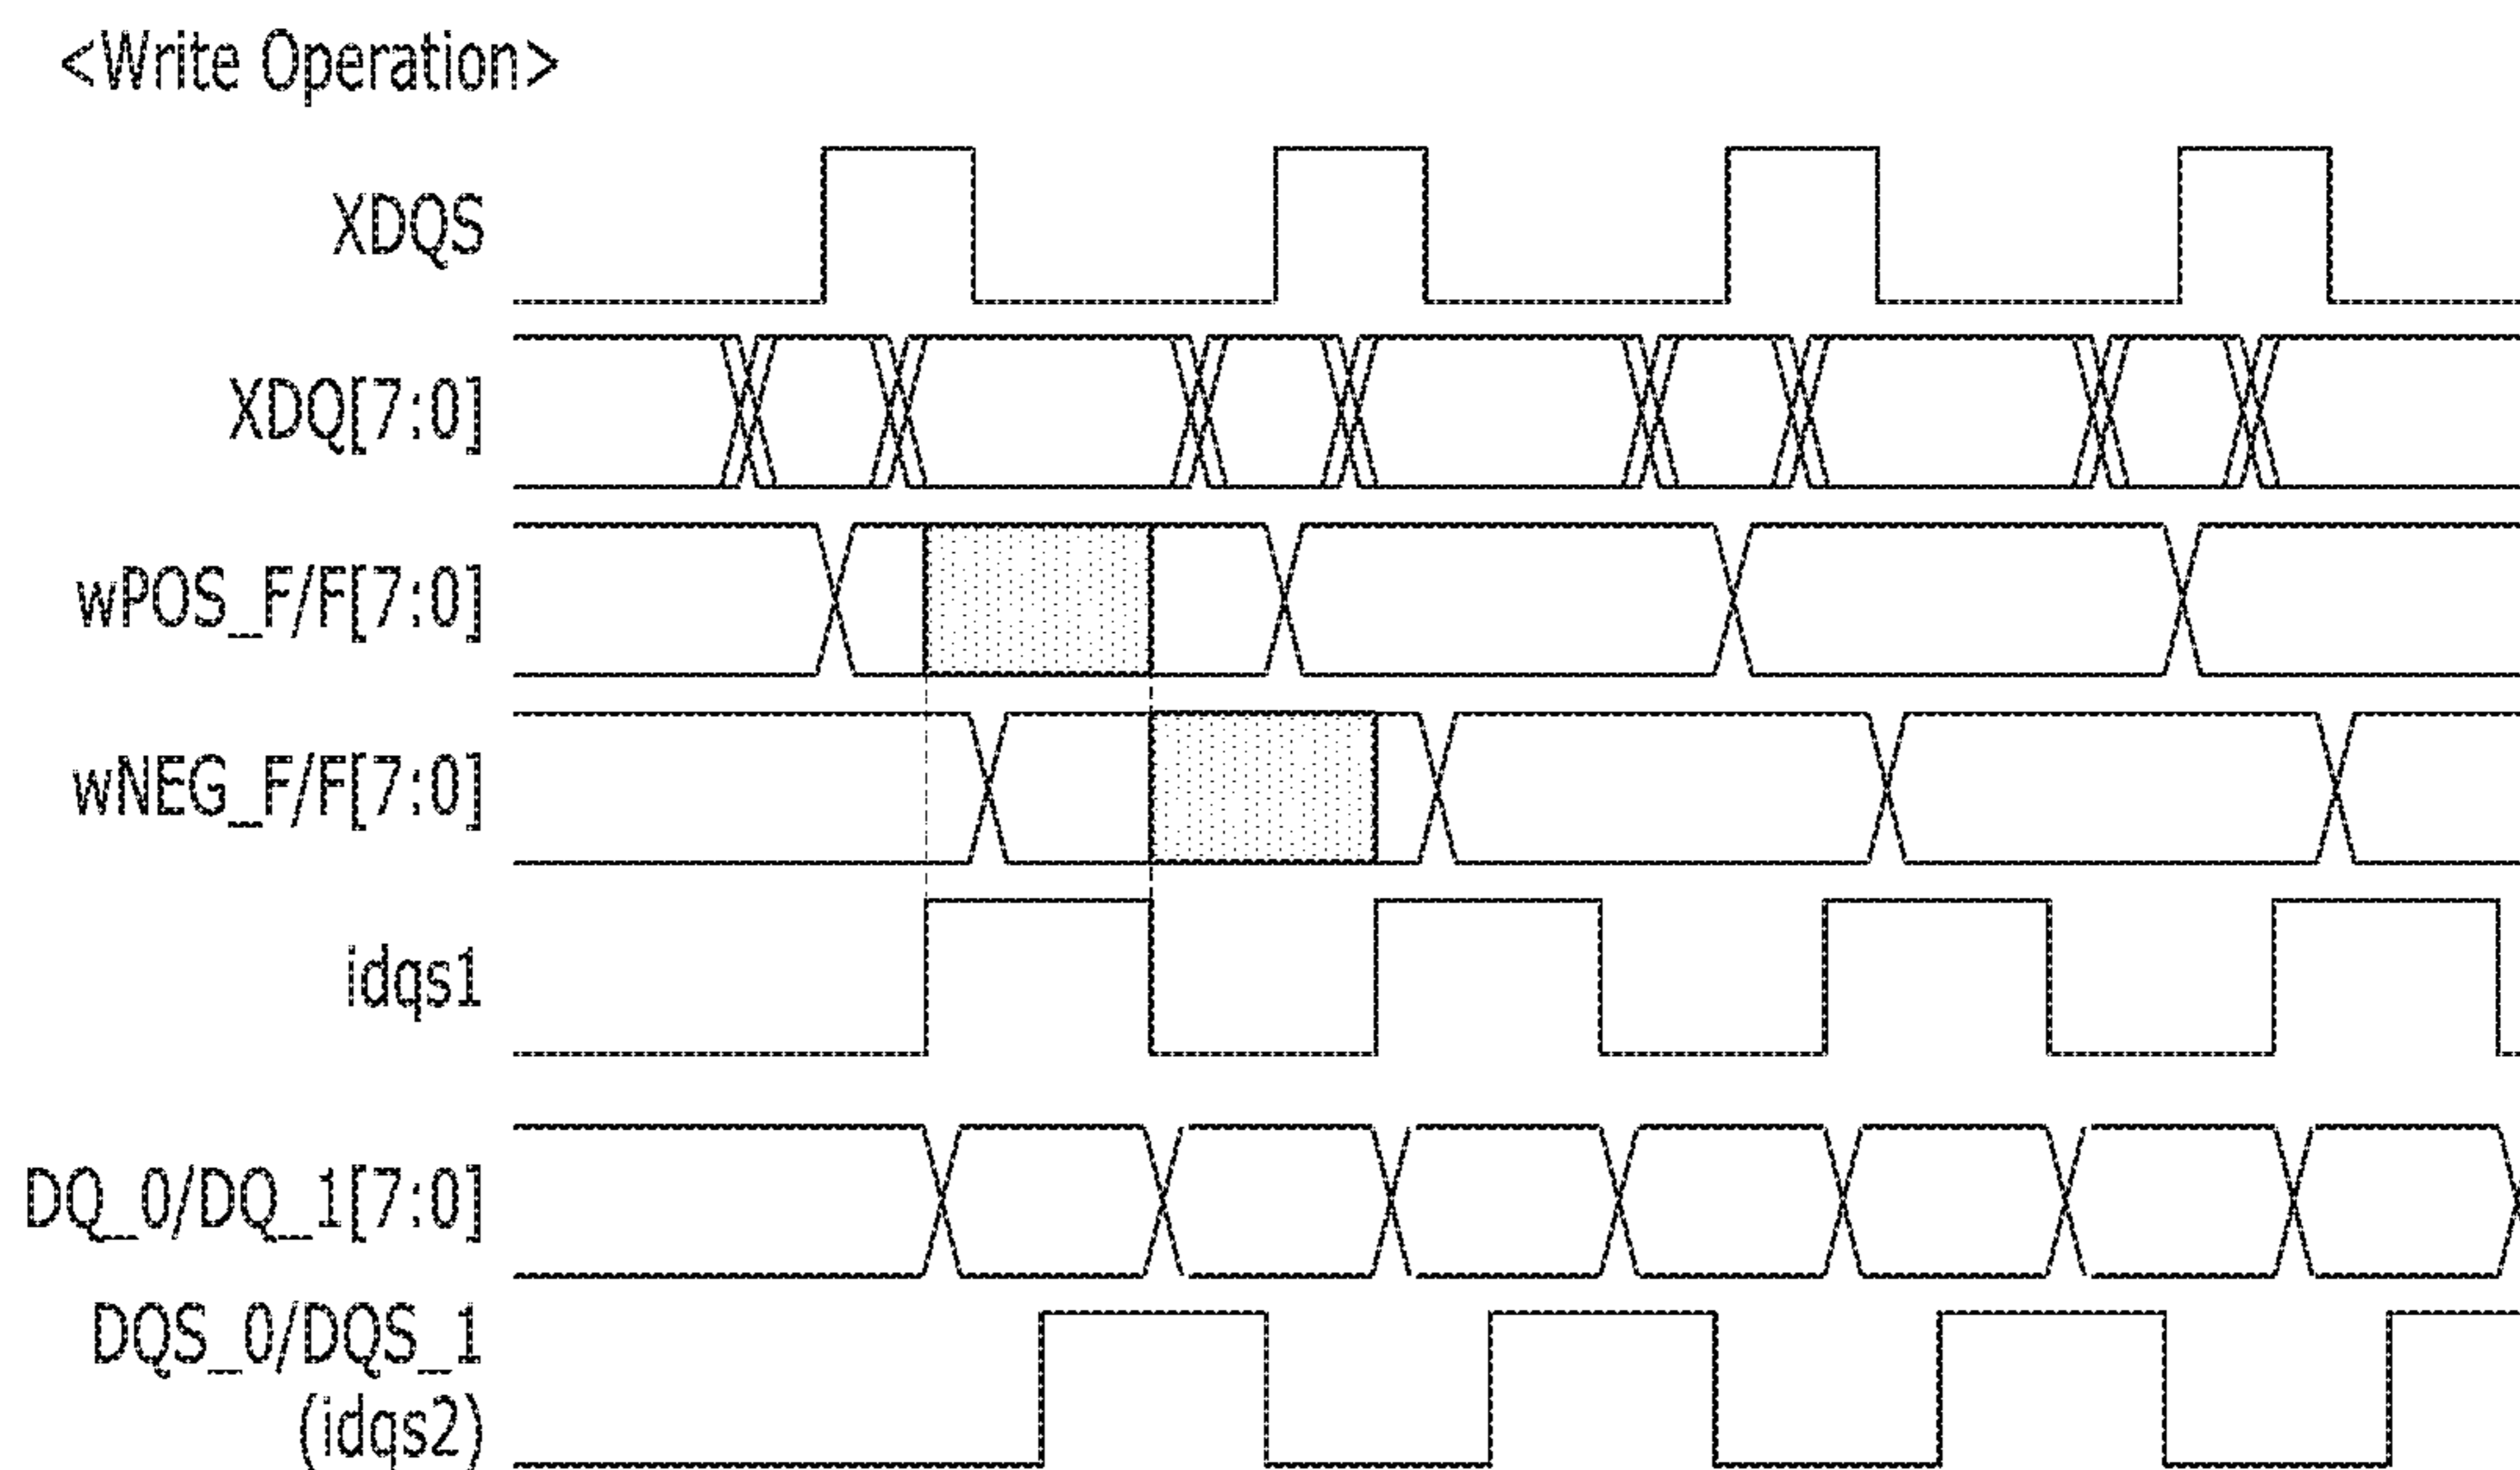 <Write Operation>
XDQS
XDQ[7:0]
wPOS_F/F[7:0]
wNEG_F/F[7:0]
idqs1
DQ_0/DQ_1[7:0]
DQS_0/DQS_1
(idqs2)